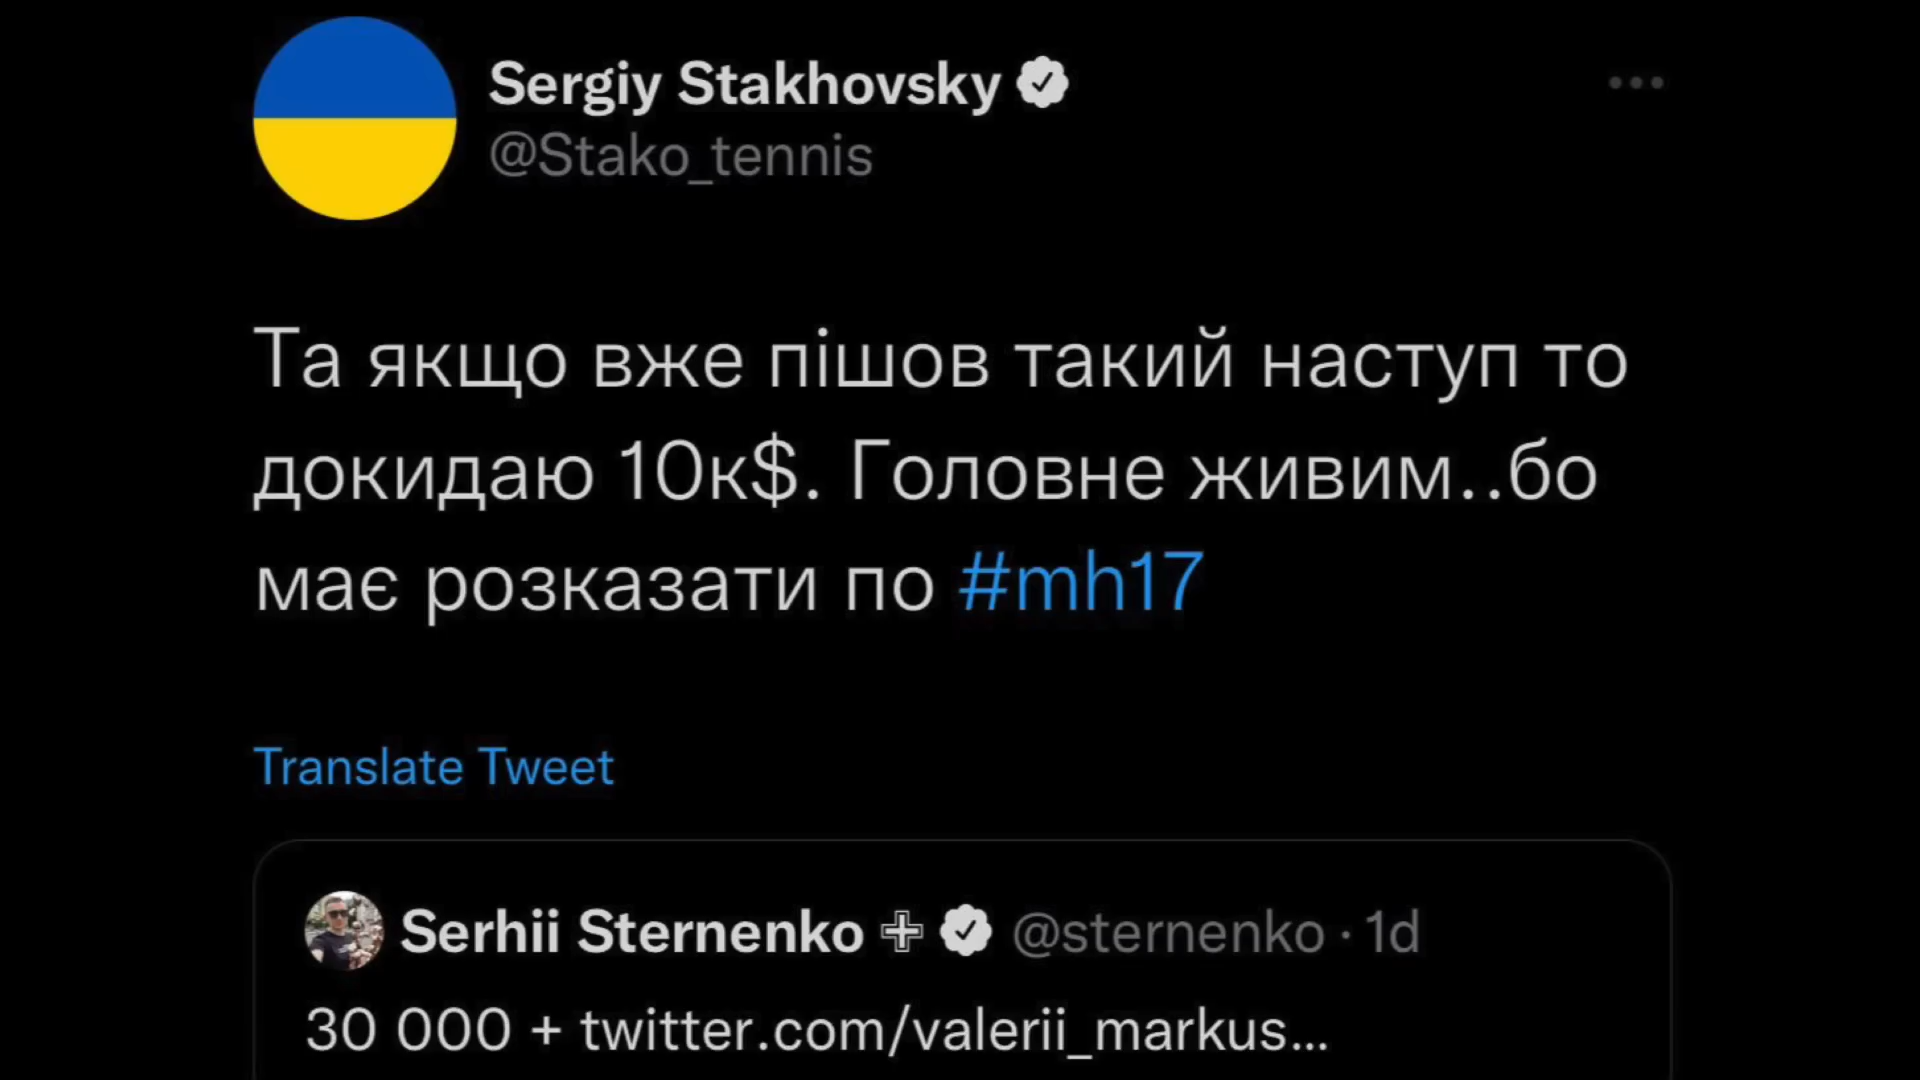 Sergiy Stakhovsky
@Stako_tennis
Та якщо вже пішов такий наступ то
докидаю 10к$. Головне живим..бо
має розказати по #mh17
Translate Tweet
Serhii Sternenko @sternenko · 1d
30 000 + twitter.com/valerii_markus...